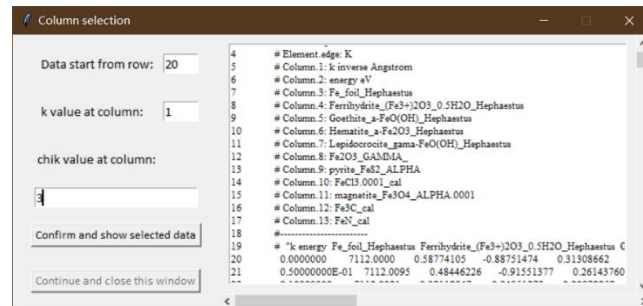 Column selection
Data start from row: 20
k value at column: 1
chik value at column:
3
Confirm and show selected data
Continue and close this window
4 # Element.edge: K
5 # Column.1: k inverse Angstrom
6 # Column.2: energy eV
7 # Column.3: Fe_foil_Hephaestus
8 # Column.4: Ferrihydrite_(Fe3+)2O3_0.5H2O_Hephaestus
9 # Column.5: Goethite_a-FeO(OH)_Hephaestus
10 # Column.6: Hematite_a-Fe2O3_Hephaestus
11 # Column.7: Lepidocrocite_gama-FeO(OH)_Hephaestus
12 # Column.8: Fe2O3_GAMMA_
13 # Column.9: pyrite_FeS2_ALPHA
14 # Column.10: FeCl3.0001_cal
15 # Column.11: magnetite_Fe3O4_ALPHA.0001
16 # Column.12: Fe3C_cal
17 # Column.13: FeN_cal
18 #------------------------
19 # "k energy Fe_foil_Hephaestus Ferrihydrite_(Fe3+)2O3_0.5H2O_Hephaestus G
20 0.0000000 7112.0000 0.58774105 -0.88751474 0.31308662
21 0.50000000E-01 7112.0095 0.48446226 -0.91551377 0.26143760